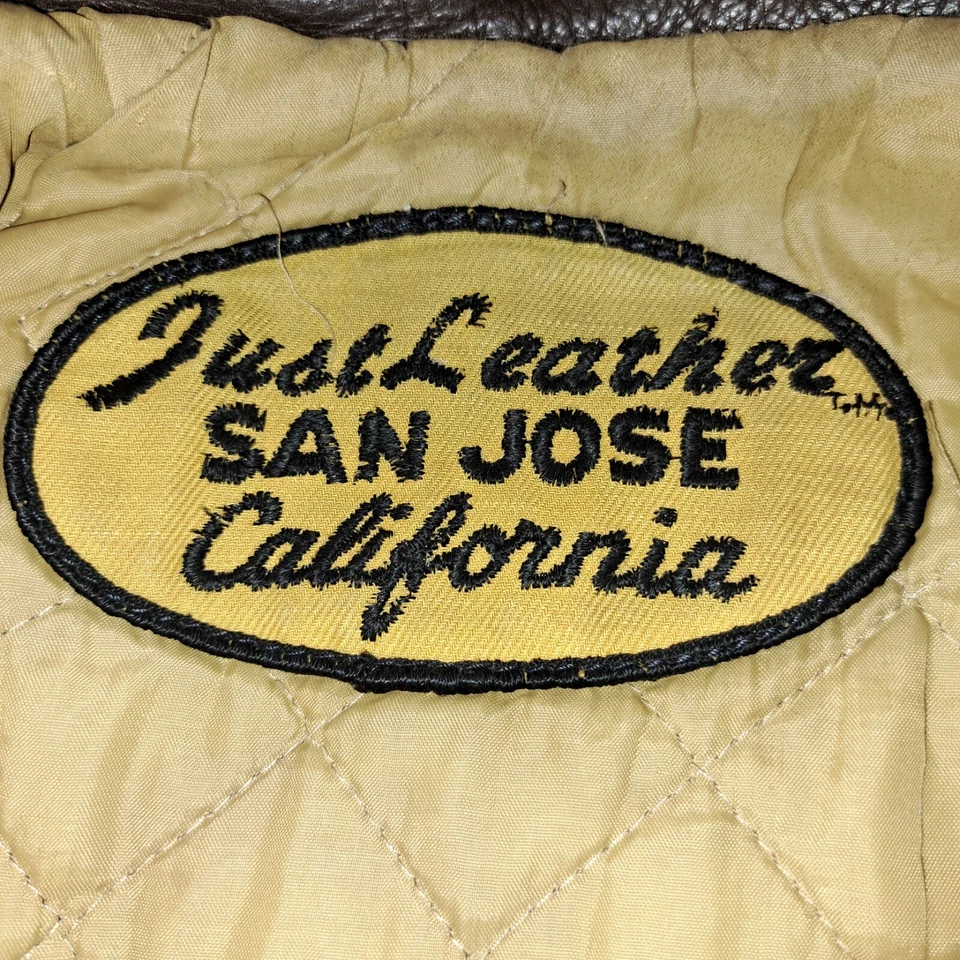 Just Leather T.M.
SAN JOSE
California